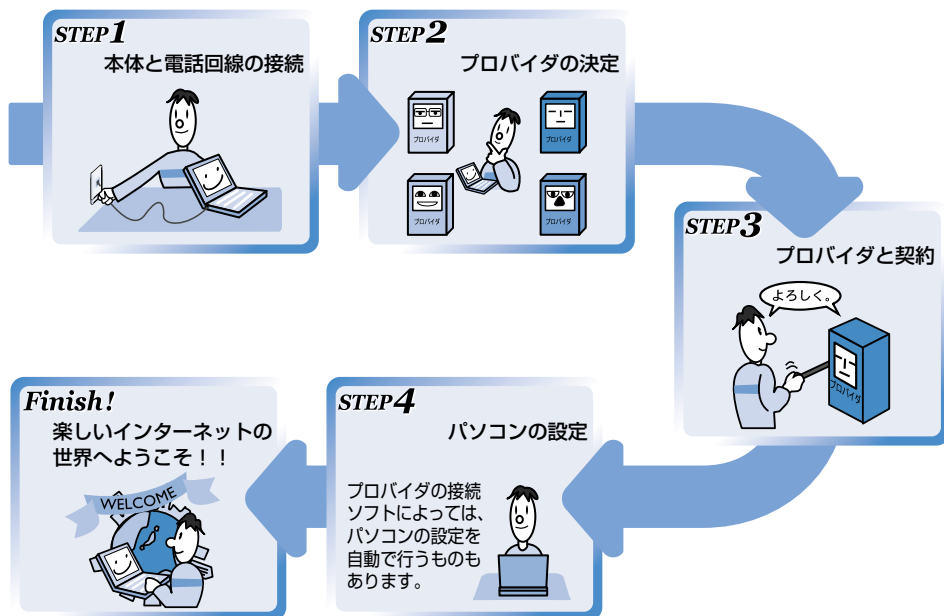 STEP1
本体と電話回線の接続
STEP2
プロバイダの決定
プロバイダ
プロバイダ
プロバイダ
プロバイダ
STEP3
プロバイダと契約
よろしく。
プロバイダ
STEP4
パソコンの設定
プロバイダの接続
ソフトによっては、
パソコンの設定を
自動で行うものも
あります。
Finish!
楽しいインターネットの
世界へようこそ!!
WELCOME